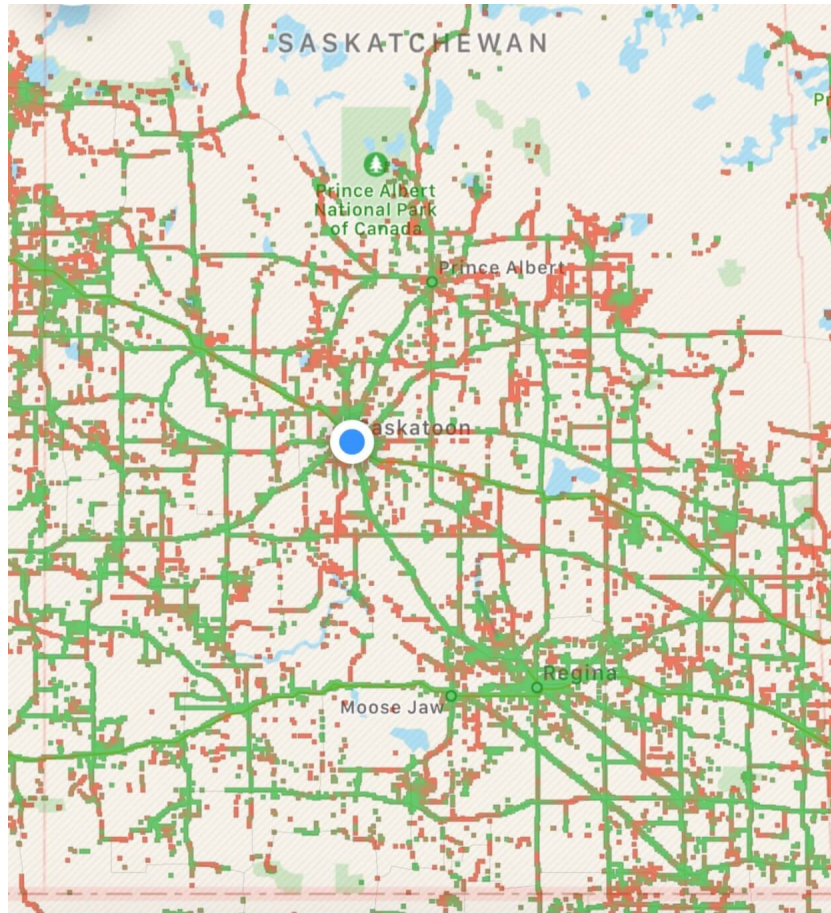 SASKATCHEWAN
P
Prince Albert
National Park
of Canada
Prince Albert
askatoon
Regina
Moose Jaw